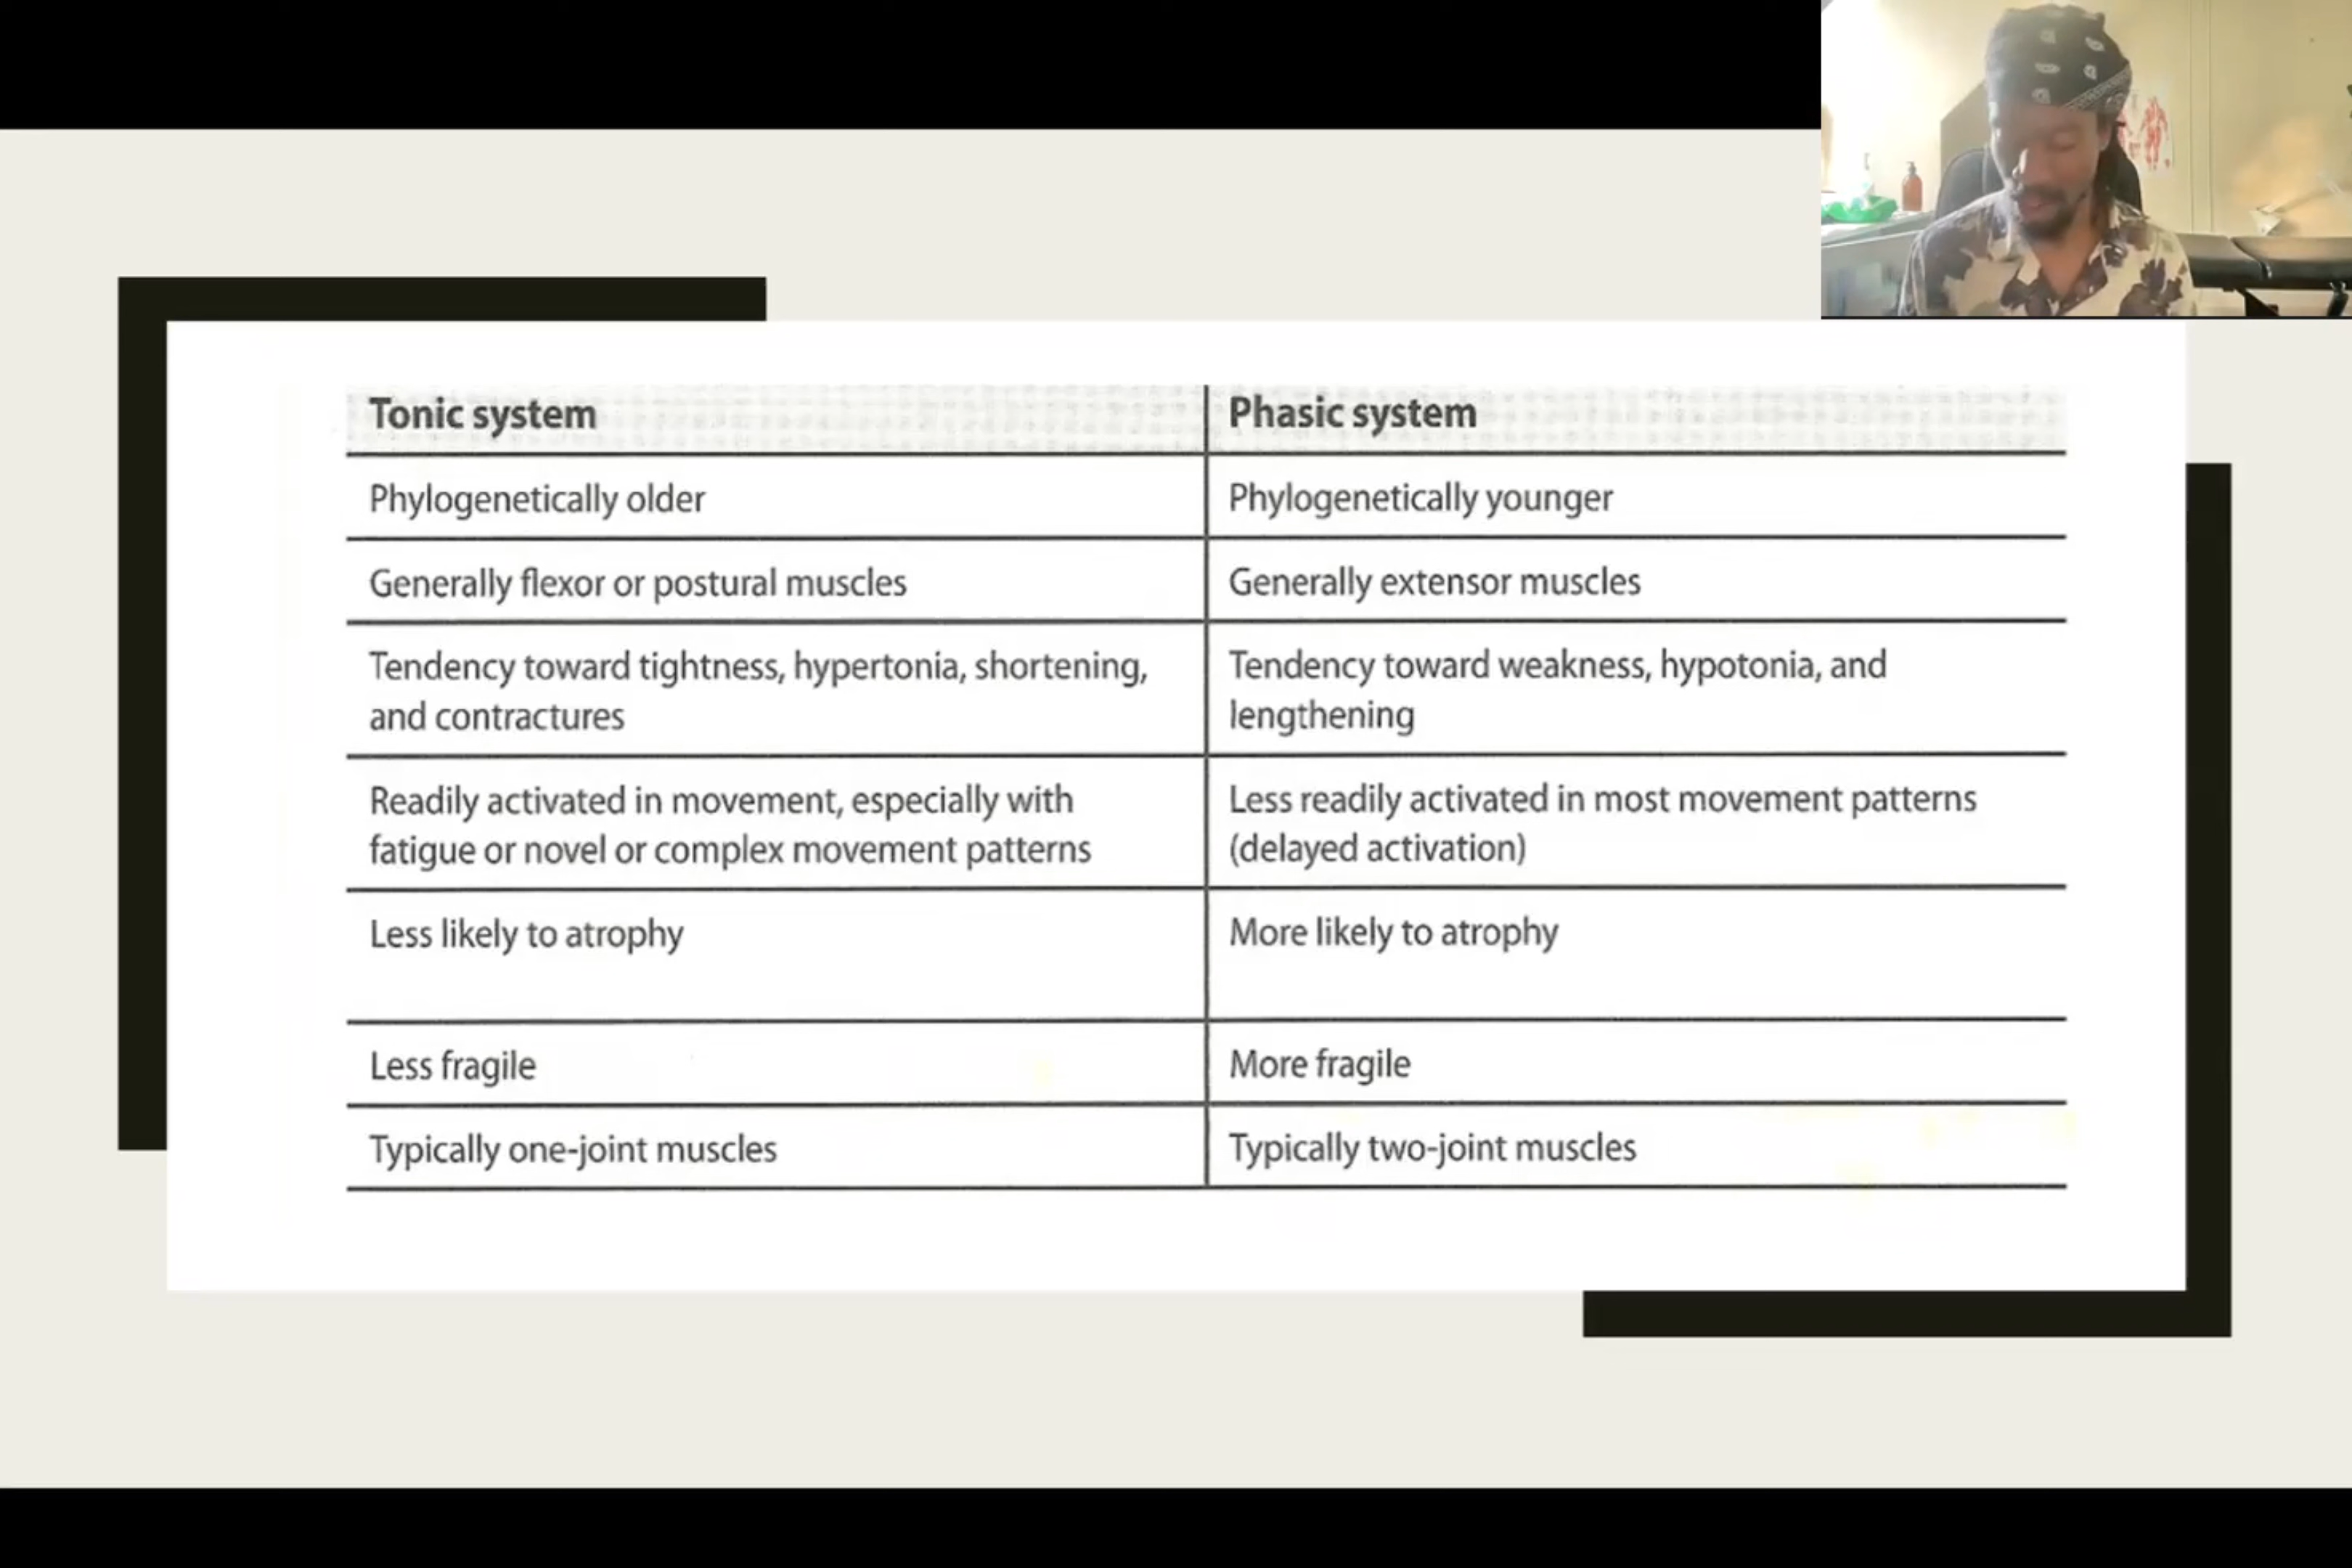 Tonic system
Phasic system
Phylogenetically older
Phylogenetically younger
Generally flexor or postural muscles
Generally extensor muscles
Tendency toward tightness, hypertonia, shortening,
and contractures
Tendency toward weakness, hypotonia, and
lengthening
Readily activated in movement, especially with
fatigue or novel or complex movement patterns
Less readily activated in most movement patterns
(delayed activation)
Less likely to atrophy
More likely to atrophy
Less fragile
More fragile
Typically one-joint muscles
Typically two-joint muscles